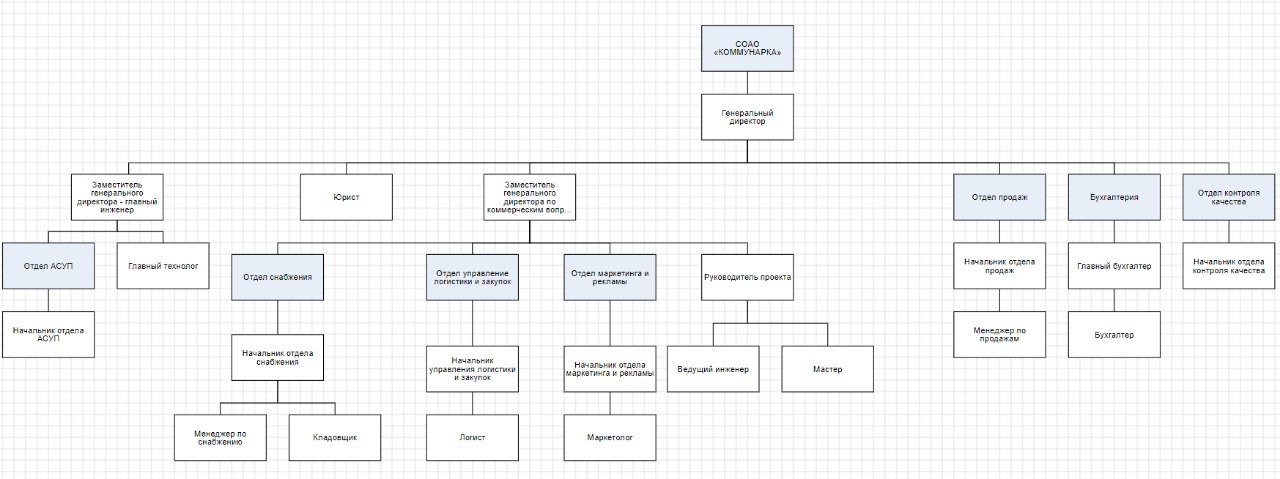 СОАО
«КОММУНАРКА»
Генеральный
директор
Заместитель
генерального
директора - главный
инженер
Юрист
Заместитель
генерального
директора по
коммерческим вопр...
Отдел продаж
Бухгалтерия
Отдел контроля
качества
Отдел АСУП
Главный технолог
Отдел снабжения
Отдел управление
логистики и закупок
Отдел маркетинга и
рекламы
Руководитель проекта
Начальник отдела
продаж
Главный бухгалтер
Начальник отдела
контроля качества
Начальник отдела
АСУП
Начальник отдела
снабжения
Начальник
управления логистики
и закупок
Начальник отдела
маркетинга и рекламы
Ведущий инженер
Мастер
Менеджер по
продажам
Бухгалтер
Менеджер по
снабжению
Кладовщик
Логист
Маркетолог